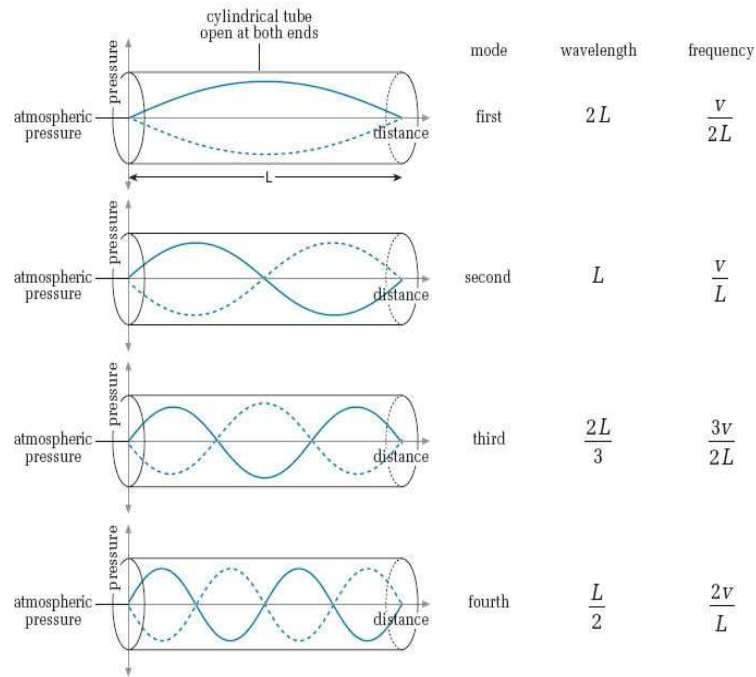 cylindrical tube
open at both ends
mode wavelength frequency
pressure
atmospheric
pressure
distance
L
first 2L v/2L
pressure
atmospheric
pressure
distance
second L v/L
pressure
atmospheric
pressure
distance
third 2L/3 3v/2L
pressure
atmospheric
pressure
distance
fourth L/2 2v/L